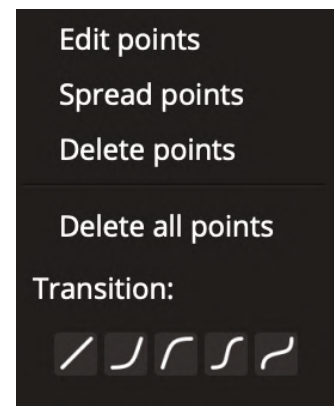 Edit points
Spread points
Delete points
Delete all points
Transition: